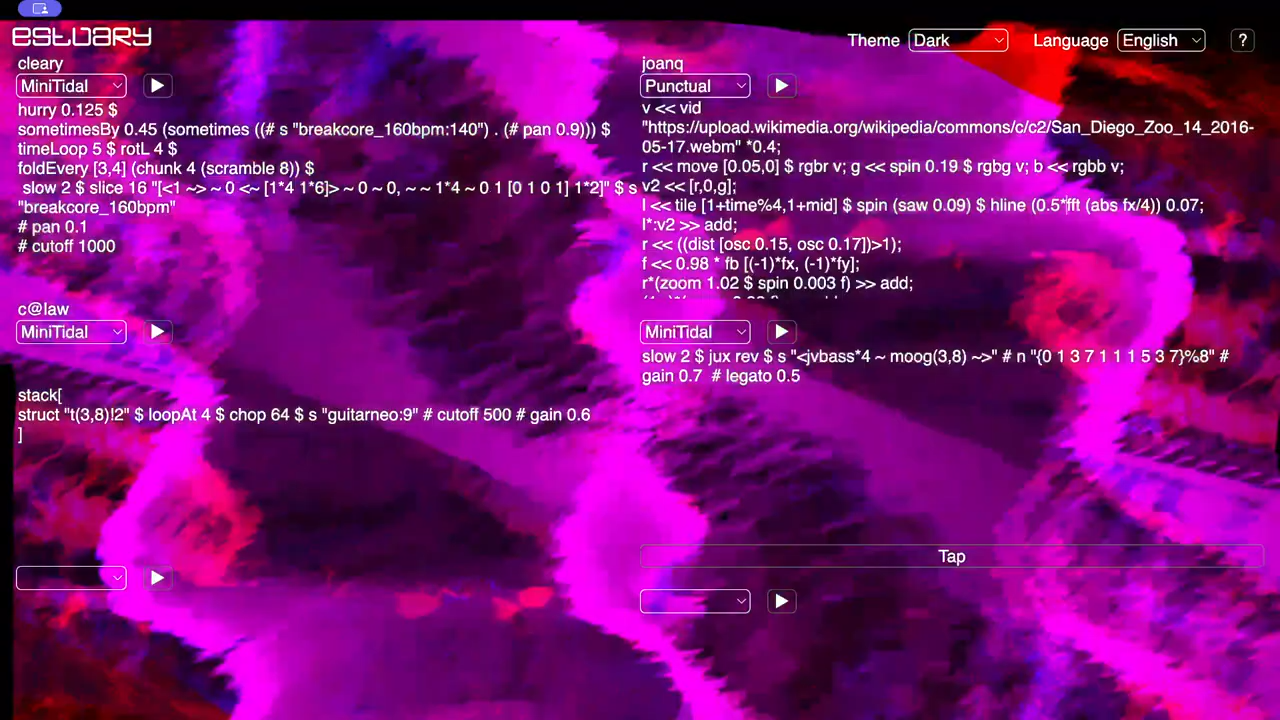 estuary
Theme Dark Language English ?
cleary
MiniTidal
hurry 0.125 $
sometimesBy 0.45 (sometimes ((# s "breakcore_160bpm:140") . (# pan 0.9))) $
timeLoop 5 $ rotL 4 $
foldEvery [3,4] (chunk 4 (scramble 8)) $
slow 2 $ slice 16 "[<1 ~> ~ 0 <~ [1*4 1*6]> ~ 0 ~ 0, ~ ~ 1*4 ~ 0 1 [0 1 0 1] 1*2]" $ s
"breakcore_160bpm"
# pan 0.1
# cutoff 1000
joanq
Punctual
v << vid
"https://upload.wikimedia.org/wikipedia/commons/c/c2/San_Diego_Zoo_14_2016-
05-17.webm" *0.4;
r << move [0.05,0] $ rgbr v; g << spin 0.19 $ rgbg v; b << rgbb v;
v2 << [r,0,g];
l << tile [1+time%4,1+mid] $ spin (saw 0.09) $ hline (0.5*fft (abs fx/4)) 0.07;
l*:v2 >> add;
r << ((dist [osc 0.15, osc 0.17])>1);
f << 0.98 * fb [(-1)*fx, (-1)*fy];
r*(zoom 1.02 $ spin 0.003 f) >> add;
c@law
MiniTidal
stack[
struct "t(3,8)!2" $ loopAt 4 $ chop 64 $ s "guitarneo:9" # cutoff 500 # gain 0.6
]
MiniTidal
slow 2 $ jux rev $ s "<jvbass*4 ~ moog(3,8) ~>" # n "{0 1 3 7 1 1 1 5 3 7}%8" #
gain 0.7 # legato 0.5
Tap